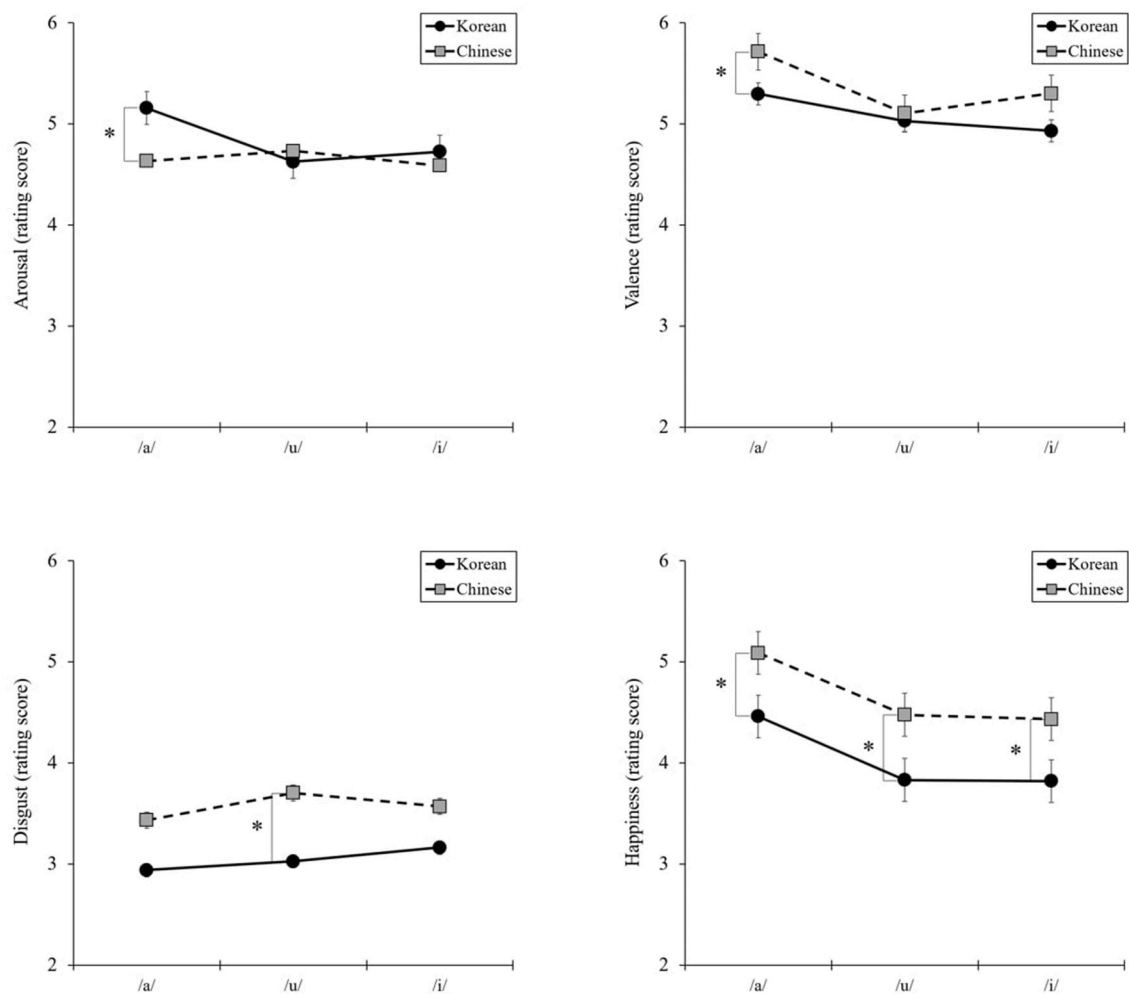 Arousal (rating score)
6
5
4
3
2
/a/ /u/ /i/
Korean
Chinese
*
Valence (rating score)
6
5
4
3
2
/a/ /u/ /i/
Korean
Chinese
*
Disgust (rating score)
6
5
4
3
2
/a/ /u/ /i/
Korean
Chinese
*
Happiness (rating score)
6
5
4
3
2
/a/ /u/ /i/
Korean
Chinese
*
*
*